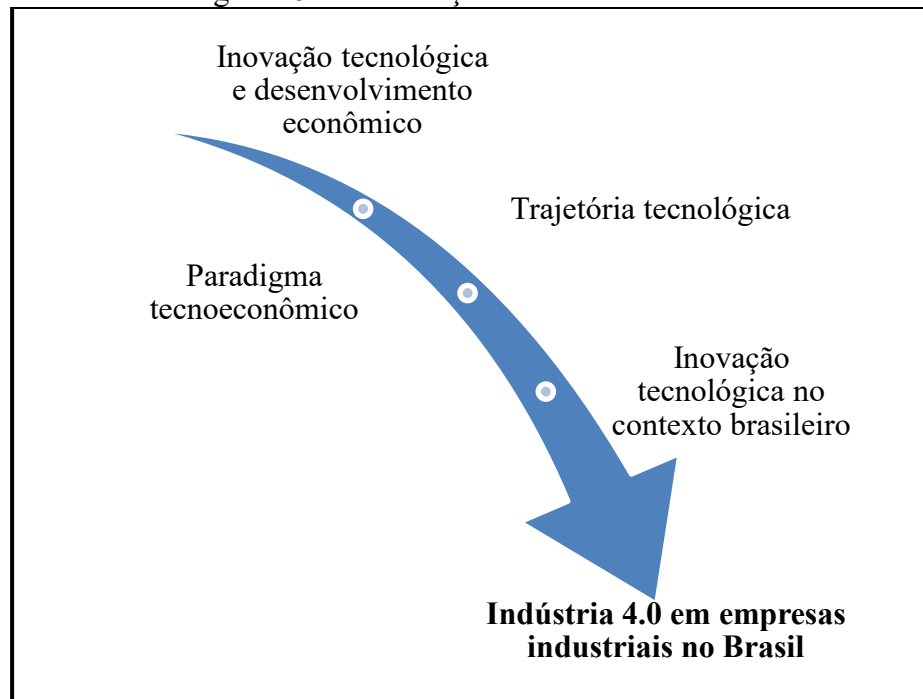 Inovação tecnológica
e desenvolvimento
econômico
Trajetória tecnológica
Paradigma
tecnoeconômico
Inovação
tecnológica no
contexto brasileiro
Indústria 4.0 em empresas
industriais no Brasil